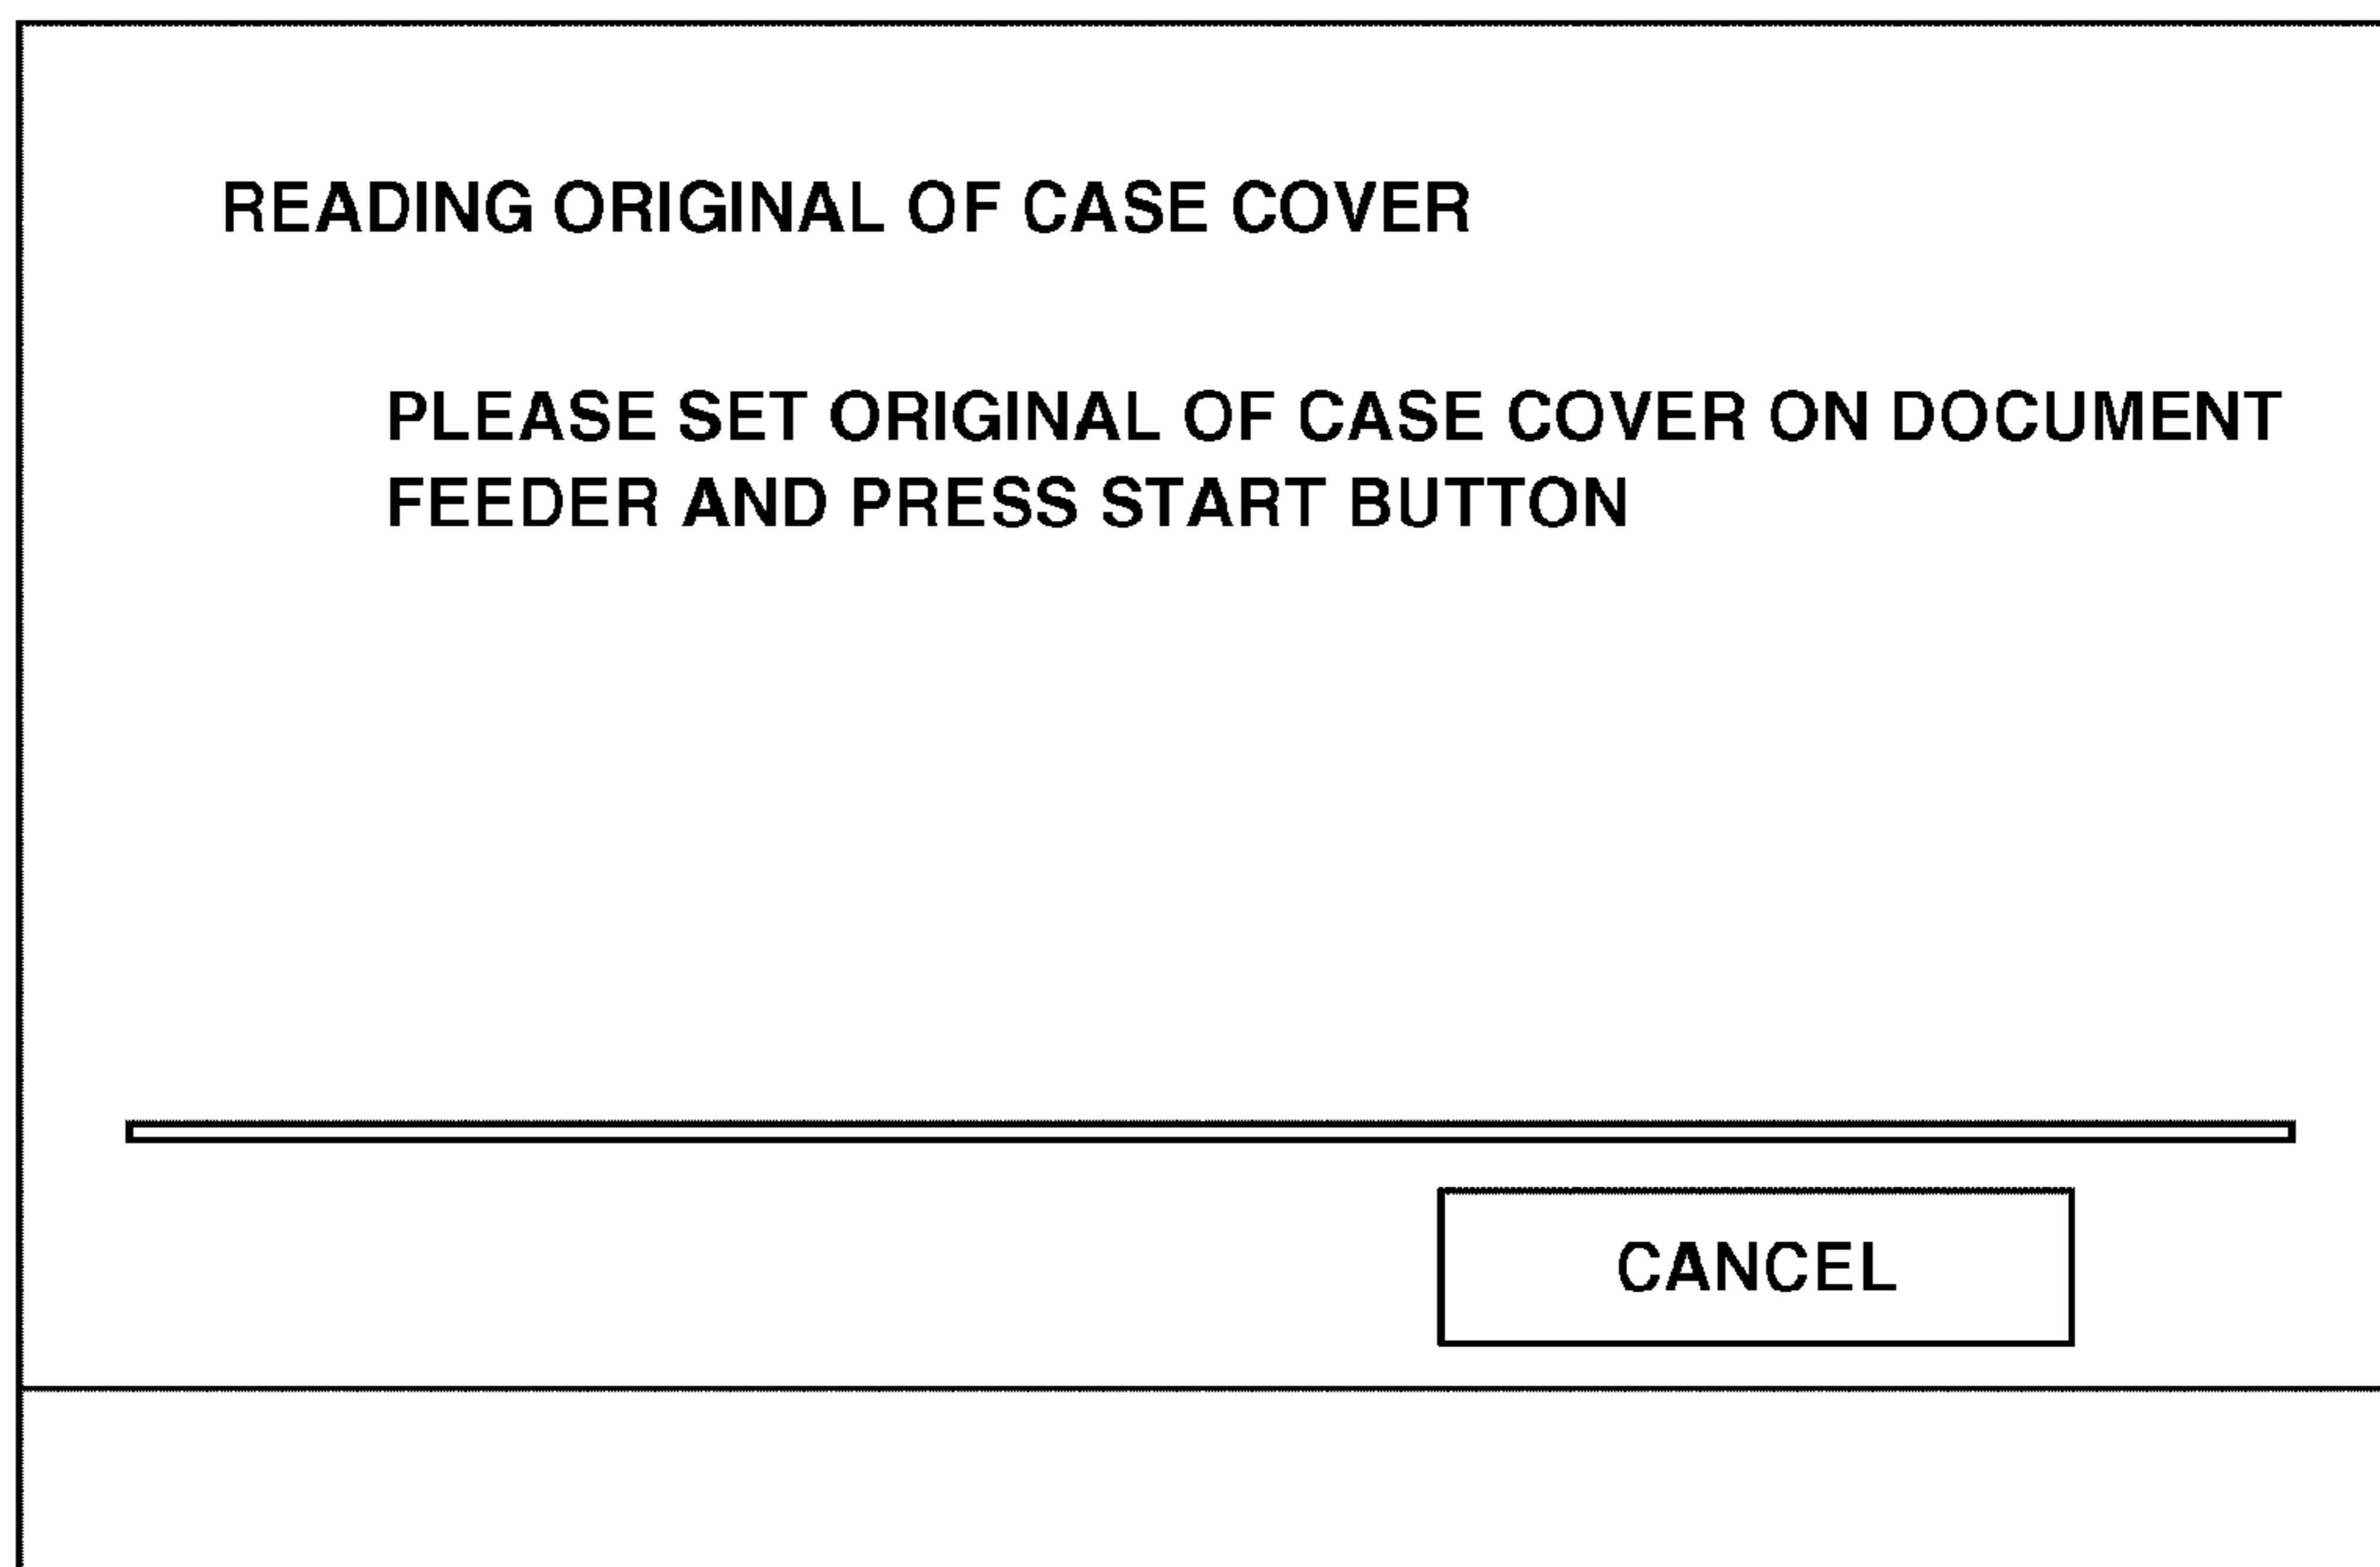 READING ORIGINAL OF CASE COVER
PLEASE SET ORIGINAL OF CASE COVER ON DOCUMENT
FEEDER AND PRESS START BUTTON
CANCEL